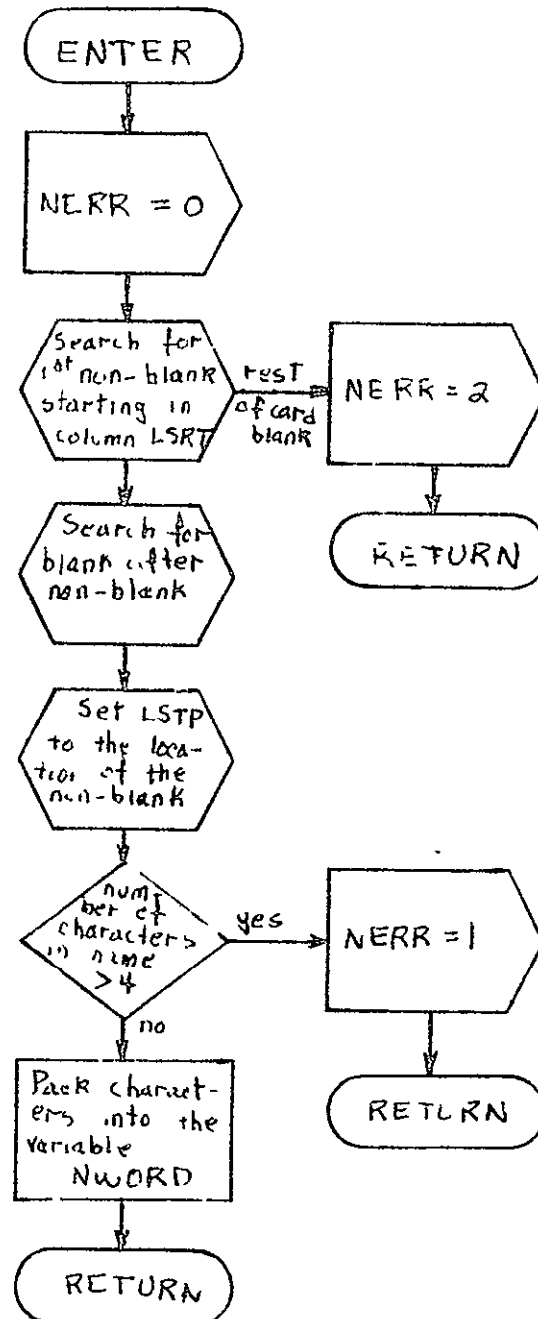 ENTER
NERR = 0
Search for
1st non-blank
starting in
column LSRT
rest
of card
blank
NERR = 2
RETURN
Search for
blank after
non-blank
Set LSTP
to the loca-
tion of the
non-blank
num-
ber of
characters
in name
> 4
yes
NERR = 1
RETURN
no
Pack charact-
ers into the
variable
NWORD
RETURN